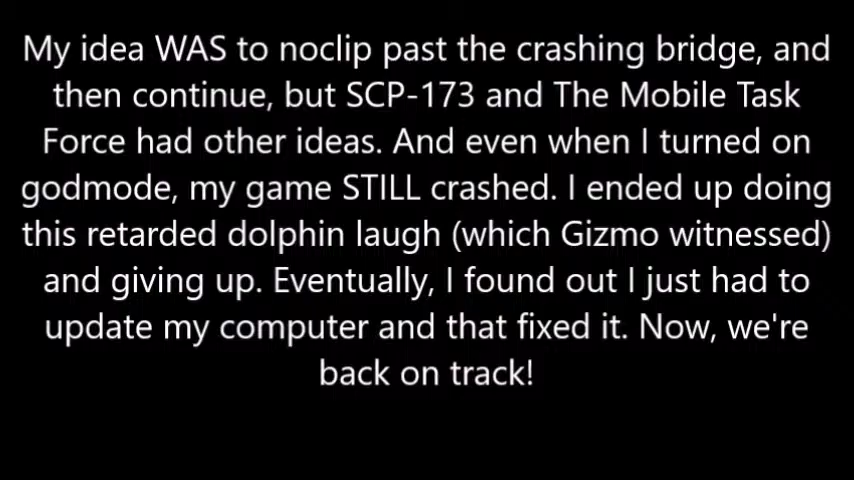 My idea WAS to noclip past the crashing bridge, and
then continue, but SCP-173 and The Mobile Task
Force had other ideas. And even when I turned on
godmode, my game STILL crashed. I ended up doing
this retarded dolphin laugh (which Gizmo witnessed)
and giving up. Eventually, I found out I just had to
update my computer and that fixed it. Now, we're
back on track!